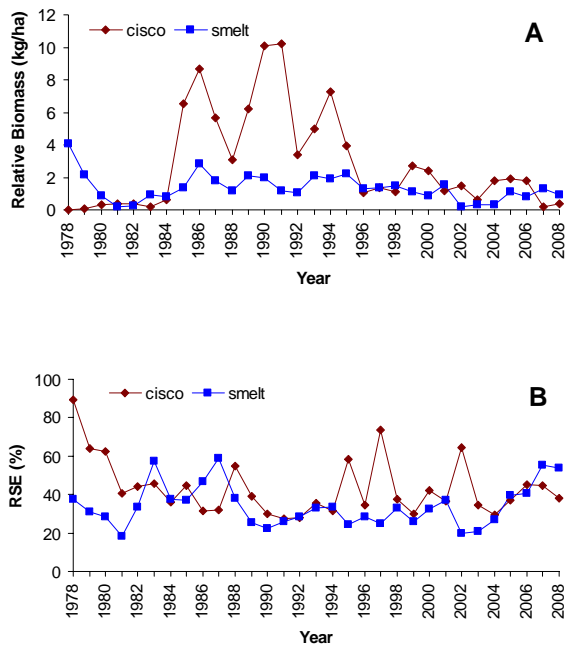 cisco smelt
A
Relative Biomass (kg/ha)
12
10
8
6
4
2
0
1978 1980 1982 1984 1986 1988 1990 1992 1994 1996 1998 2000 2002 2004 2006 2008
Year
cisco smelt
B
RSE (%)
100
80
60
40
20
0
1978 1980 1982 1984 1986 1988 1990 1992 1994 1996 1998 2000 2002 2004 2006 2008
Year